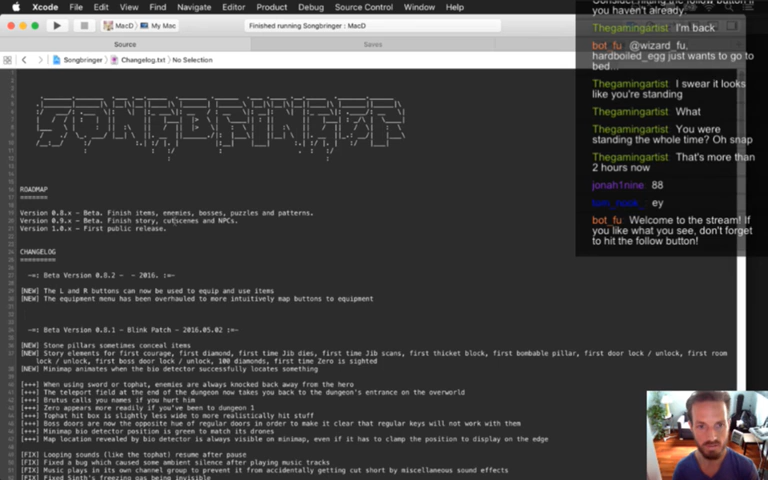 Xcode File Edit View Find Navigate Editor Product Debug Source Control Window Help
MacD My Mac
Finished running Songbringer : MacD
Source
Saves
Songbringer Changelog.txt No Selection
SONGBRINGER
ROADMAP
Version 0.8.x - Beta. Finish items, enemies, bosses, puzzles and patterns.
Version 0.9.x - Beta. Finish story, cutscenes and NPCs.
Version 1.0.x - First public release.
CHANGELOG
-=: Beta Version 0.8.2 - - 2016. :=-
[NEW] The L and R buttons can now be used to equip and use items
[NEW] The equipment menu has been overhauled to more intuitively map buttons to equipment
-=: Beta Version 0.8.1 - Blink Patch - 2016.05.02 :=-
[NEW] Stone pillars sometimes conceal items
[NEW] Story elements for first courage, first diamond, first time Jib dies, first time Jib scans, first thicket block, first bombable pillar, first door lock / unlock, first room
lock / unlock, first boss door lock / unlock, 100 diamonds, first time Zero is sighted
[NEW] Minimap animates when the bio detector successfully locates something
[+++] When using sword or tophat, enemies are always knocked back away from the hero
[+++] The teleport field at the end of the dungeon now takes you back to the dungeon's entrance on the overworld
[+++] Brutus calls you names if you hurt him
[+++] Zero appears more readily if you've been to dungeon 1
[+++] Tophat hit box is slightly less wide to more realistically hit stuff
[+++] Boss doors are now the opposite hue of regular doors in order to make it clear that regular keys will not work with them
[+++] Minimap bio detector position is green to match its drones
[+++] Map location revealed by bio detector is always visible on minimap, even if it has to clamp the position to display on the edge
[FIX] Looping sounds (like the tophat) resume after pause
[FIX] Fixed a bug which caused some ambient silence after playing music tracks
[FIX] Music plays in its own channel group to prevent it from accidentally getting cut short by miscellaneous sound effects
[FIX] Fixed Sinth's freezing gas being invisible
you haven't already
Thegamingartist I'm back
bot_fu @wizard_fu,
hardboiled_egg just wants to go to
bed...
Thegamingartist I swear it looks
like you're standing
Thegamingartist What
Thegamingartist You were
standing the whole time? Oh snap
Thegamingartist That's more than
2 hours now
jonah1nine 88
ey
bot_fu Welcome to the stream! If
you like what you see, don't forget
to hit the follow button!